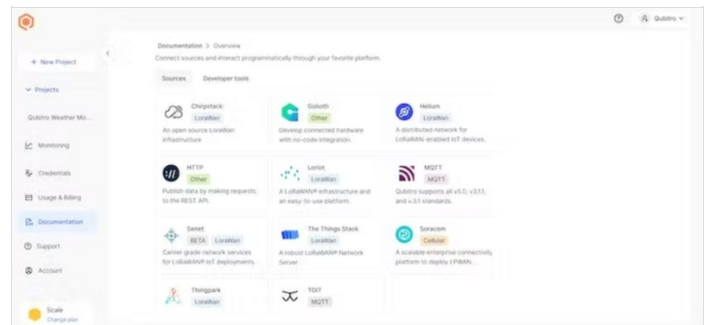 Qubitro
Documentation > Overview
Connect sources and interact programmatically through your favorite platform.
+ New Project
Sources Developer tools
Projects
Chirpstack
LoraWan
An open source LoraWan
infrastructure
Golioth
Other
Develop connected hardware
with no-code integration.
Helium
LoraWan
A distributed network for
LoRaWAN-enabled IoT devices.
Qubitro Weather Mo...
Monitoring
Credentials
Usage & Billing
Documentation
Support
Account
HTTP
Other
Publish data by making requests
to the REST API.
Loriot
LoraWan
A LoRaWAN® infrastructure and
an easy-to-use platform.
MQTT
MQTT
Qubitro supports all v5.0, v3.1.1,
and v.3.1 standards.
Senet
BETA LoraWan
Carrier grade network services
for LoRaWAN® IoT deployments.
The Things Stack
LoraWan
A robust LoRaWAN® Network
Server
Soracom
Cellular
A scalable enterprise connectivity
platform to deploy LPWAN.
Thingpark
LoraWan
TOIT
MQTT
Scale
Change plan